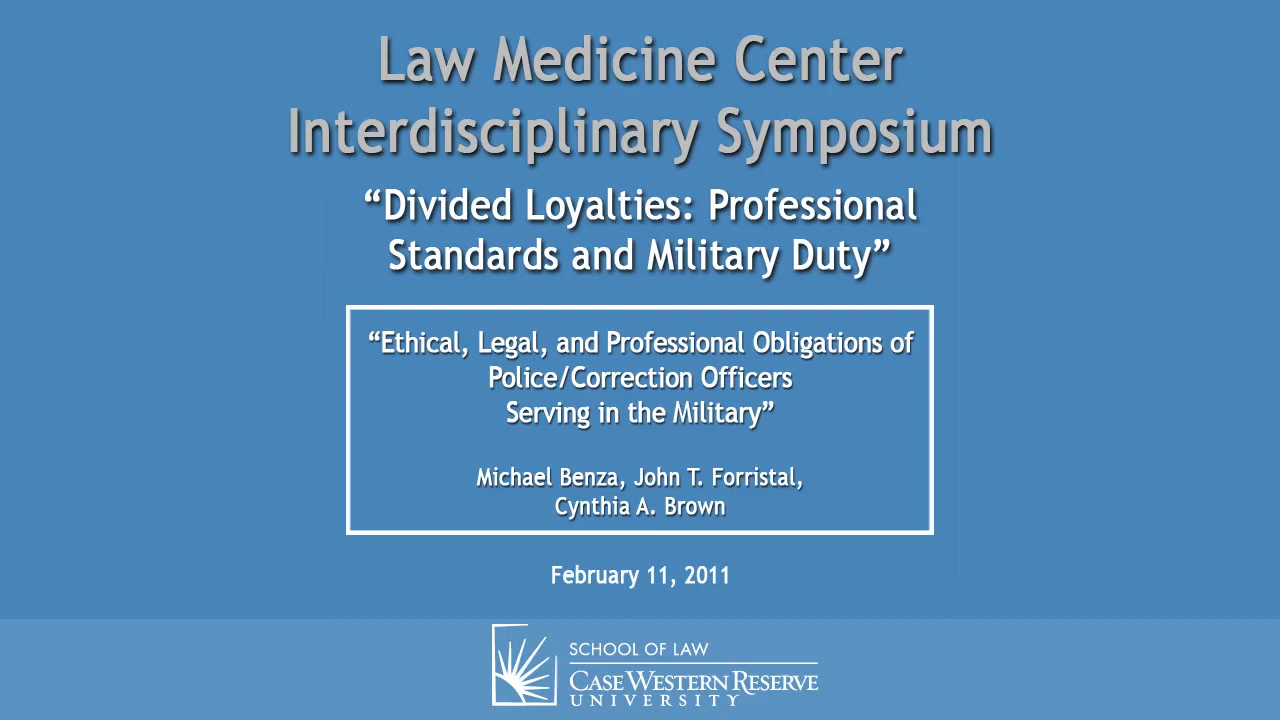 Law Medicine Center
Interdisciplinary Symposium
“Divided Loyalties: Professional
Standards and Military Duty”
“Ethical, Legal, and Professional Obligations of
Police/Correction Officers
Serving in the Military”
Michael Benza, John T. Forristal,
Cynthia A. Brown
February 11, 2011
SCHOOL OF LAW
CASE WESTERN RESERVE
UNIVERSITY